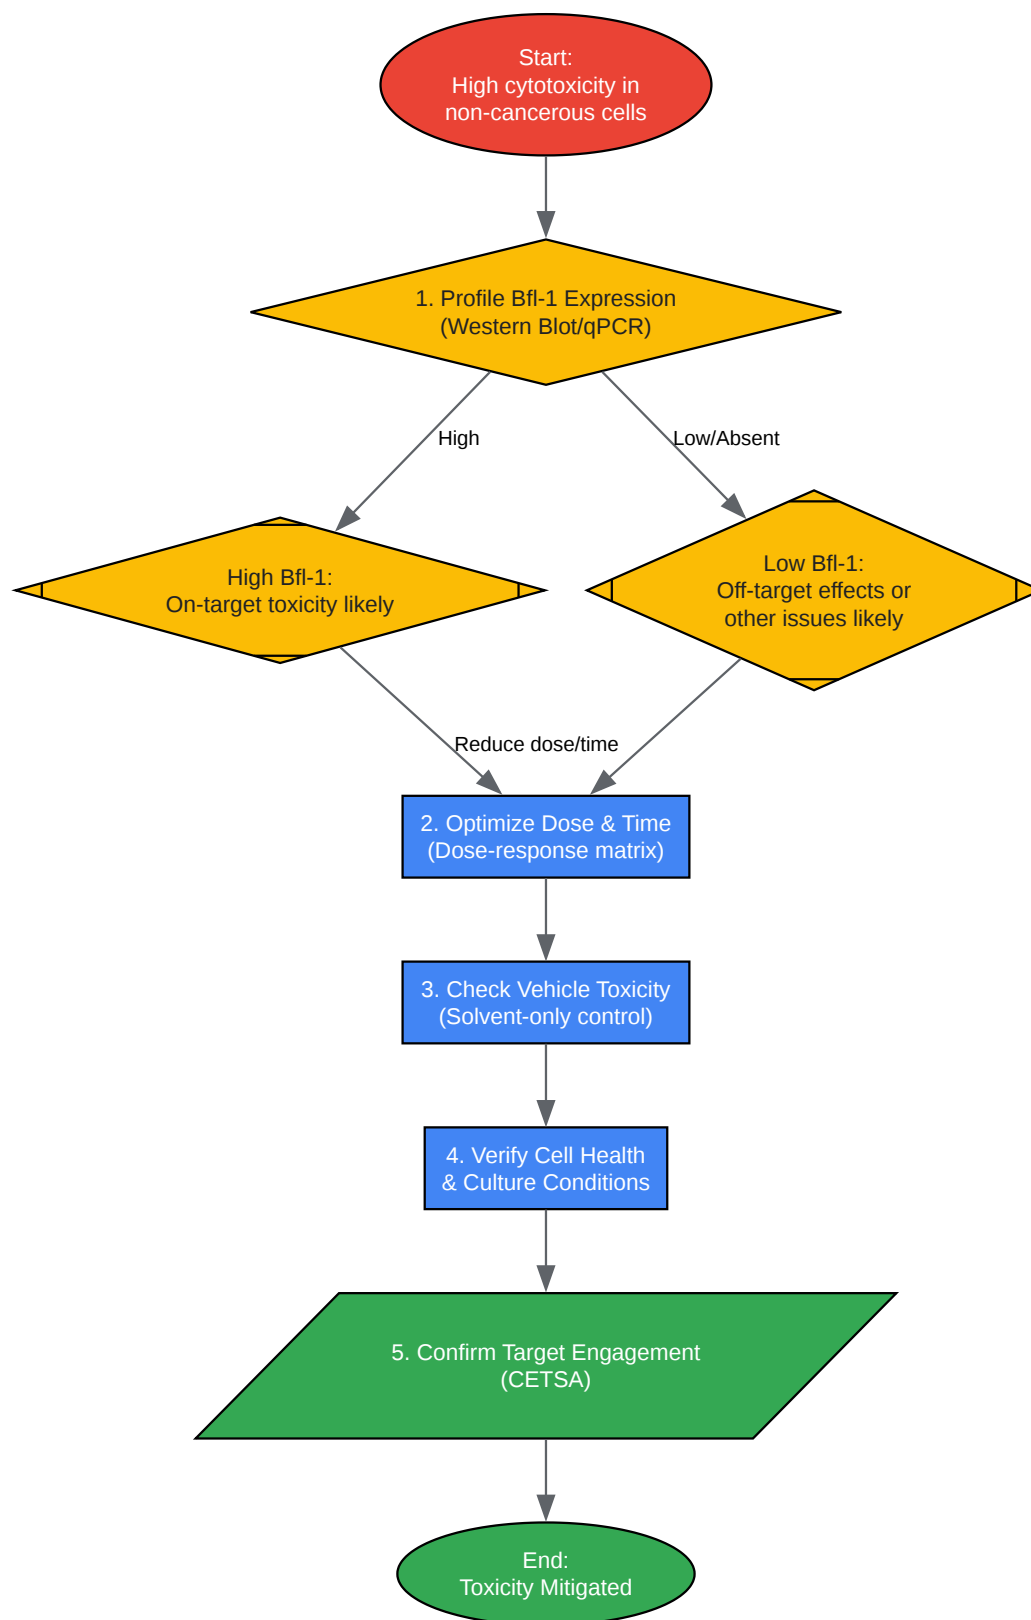 Start:
High cytotoxicity in
non-cancerous cells
1. Profile Bfl-1 Expression
(Western Blot/qPCR)
High
Low/Absent
High Bfl-1:
On-target toxicity likely
Low Bfl-1:
Off-target effects or
other issues likely
Reduce dose/time
2. Optimize Dose & Time
(Dose-response matrix)
3. Check Vehicle Toxicity
(Solvent-only control)
4. Verify Cell Health
& Culture Conditions
5. Confirm Target Engagement
(CETSA)
End:
Toxicity Mitigated